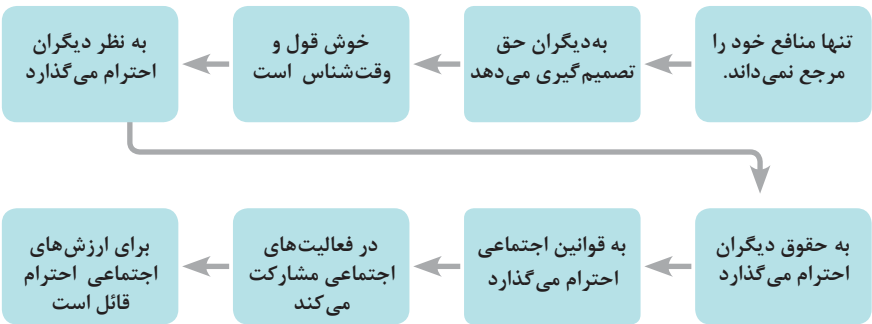 تنها منافع خود را
مرجع نمی‌داند.
به‌دیگران حق
تصمیم‌گیری می‌دهد
خوش قول و
وقت‌شناس است
به نظر دیگران
احترام می‌گذارد
به حقوق دیگران
احترام می‌گذارد
به قوانین اجتماعی
احترام می‌گذارد
در فعالیت‌های
اجتماعی مشارکت
می‌کند
برای ارزش‌های
اجتماعی احترام
قائل است